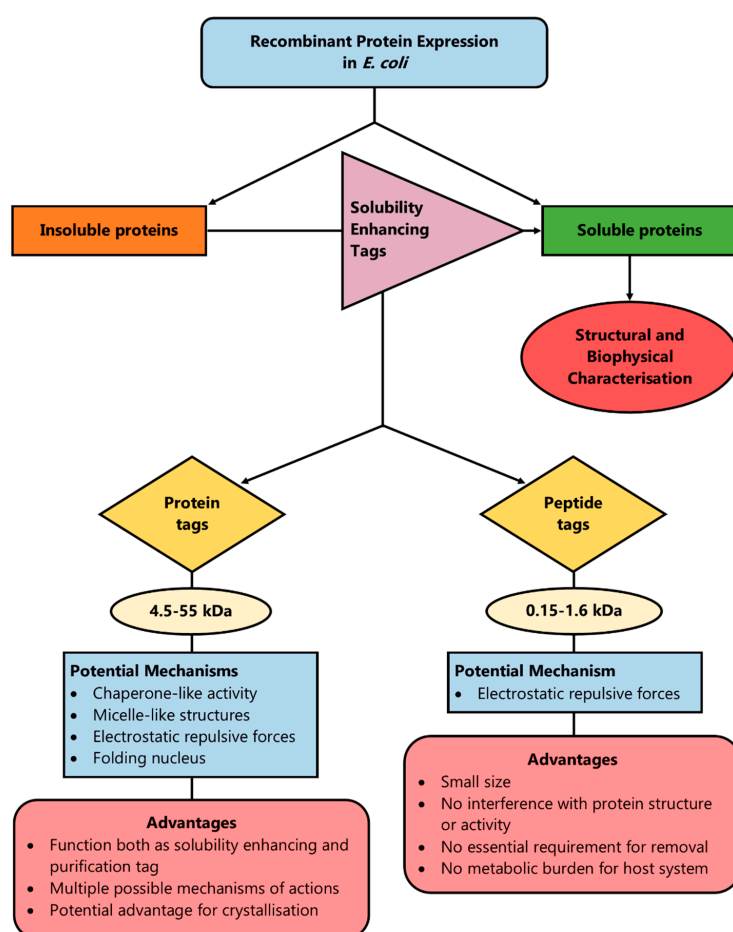 Recombinant Protein Expression
in E. coli
Insoluble proteins
Solubility
Enhancing
Tags
Soluble proteins
Structural and
Biophysical
Characterisation
Protein
tags
Peptide
tags
4.5-55 kDa
0.15-1.6 kDa
Potential Mechanisms
• Chaperone-like activity
• Micelle-like structures
• Electrostatic repulsive forces
• Folding nucleus
Potential Mechanism
• Electrostatic repulsive forces
Advantages
• Function both as solubility enhancing and
purification tag
• Multiple possible mechanisms of actions
• Potential advantage for crystallisation
Advantages
• Small size
• No interference with protein structure
or activity
• No essential requirement for removal
• No metabolic burden for host system